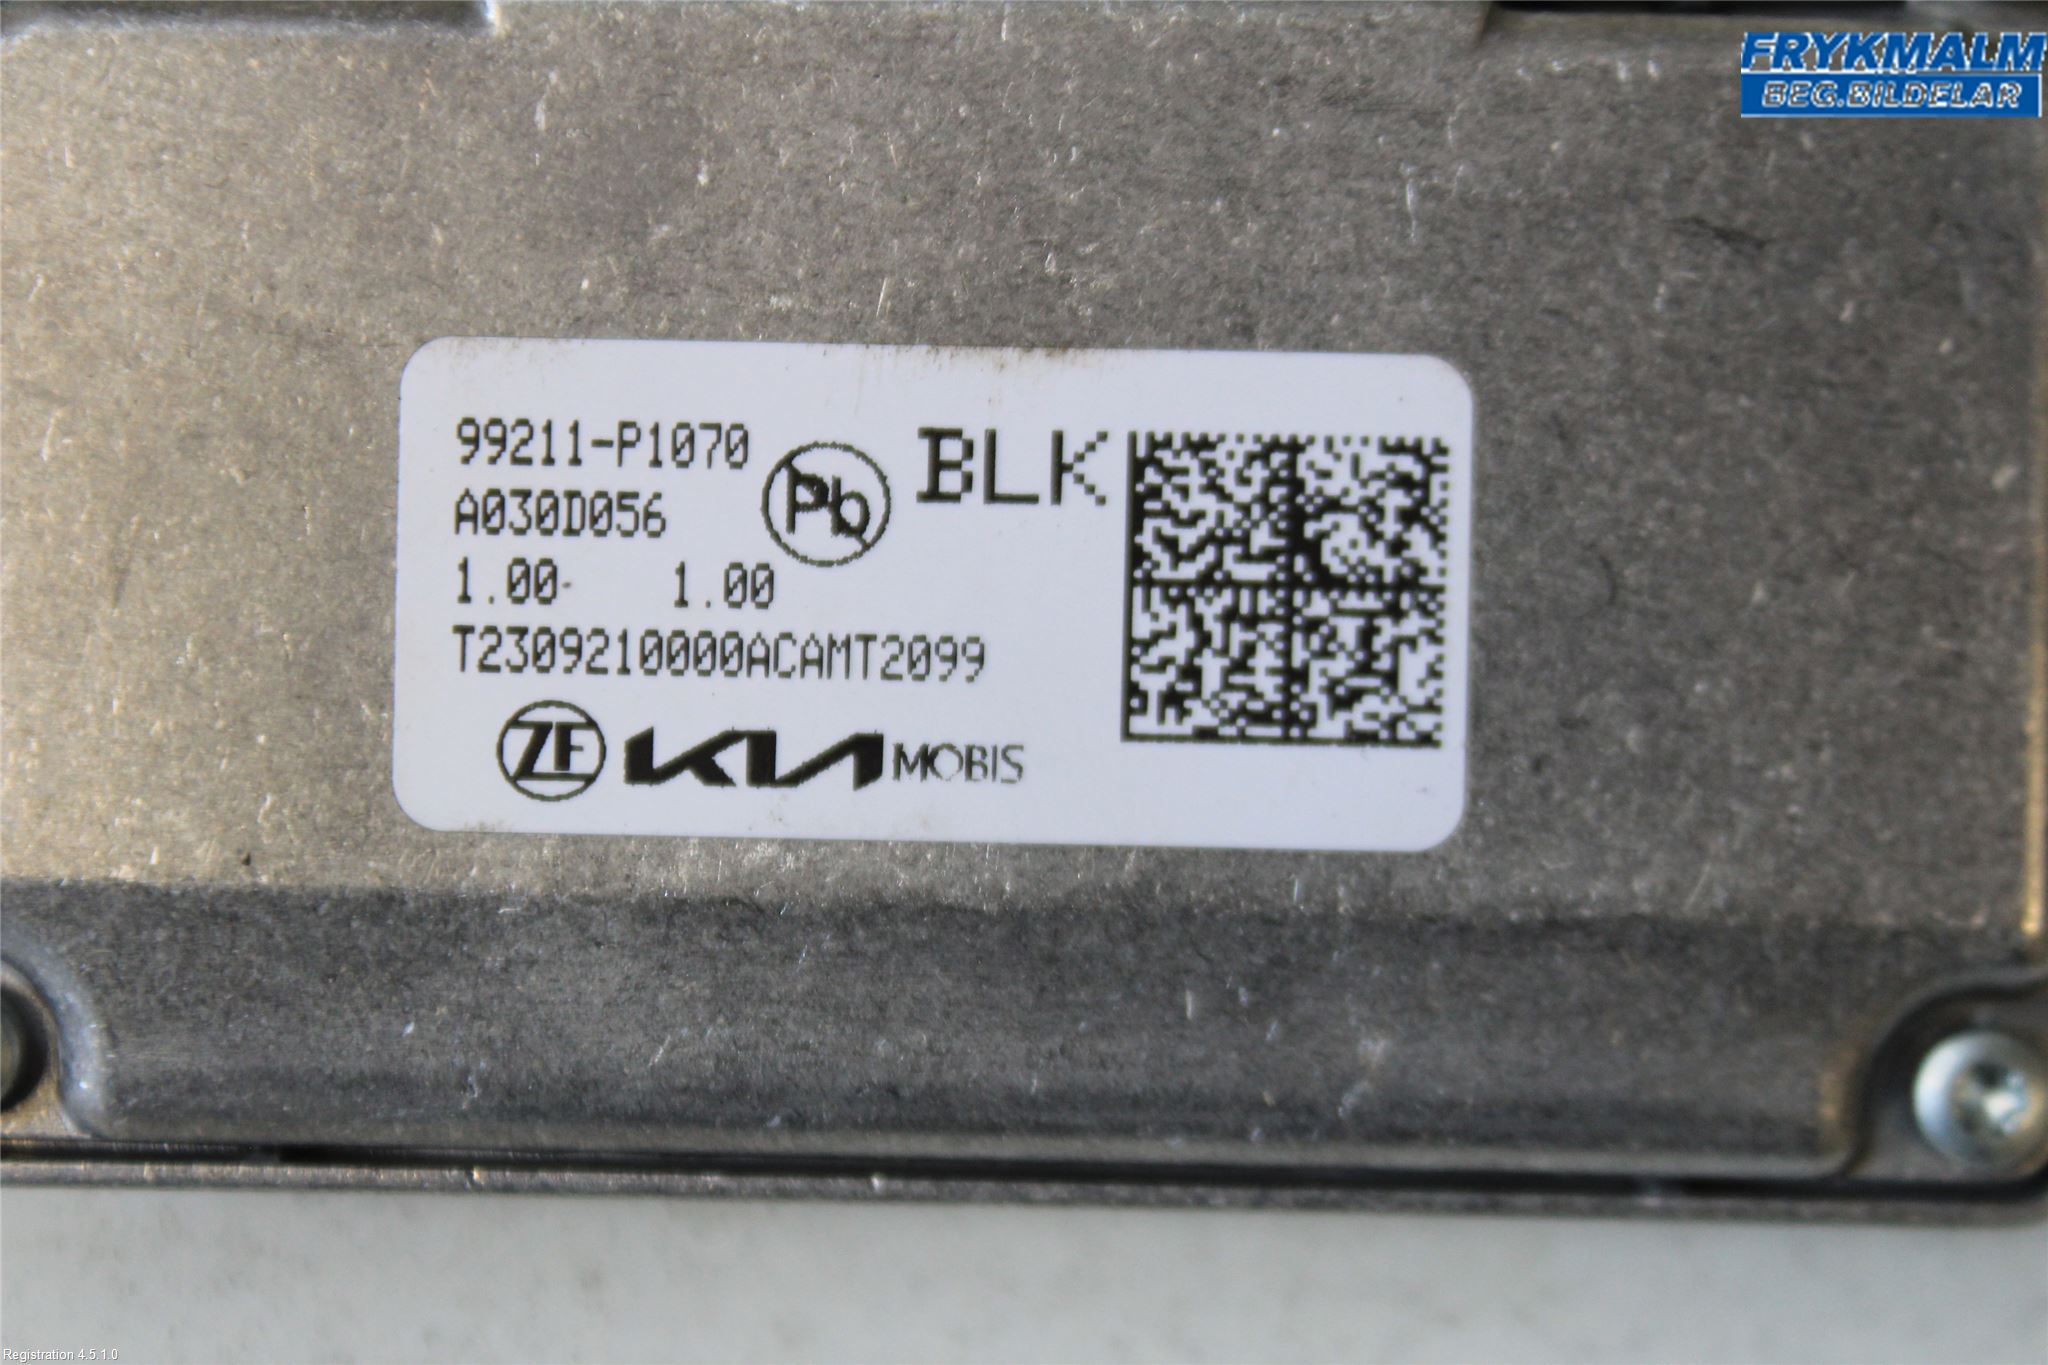 FRYKMALM
BEG.BILDELAR
99211-P1070
Pb
BLK
A030D056
1.00 1.00
T2309210000ACAMT2099
ZF KIA MOBIS
Registration 4.5.1.0